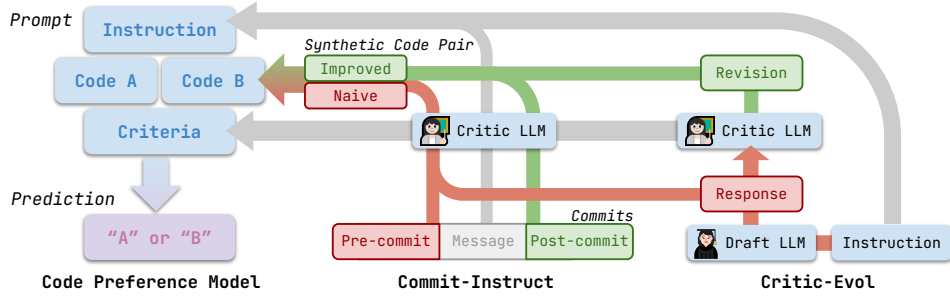 Prompt
Instruction
Code A
Code B
Criteria
Prediction
“A” or “B”
Code Preference Model
Synthetic Code Pair
Improved
Naive
Critic LLM
Commits
Pre-commit
Message
Post-commit
Commit-Instruct
Revision
Critic LLM
Response
Draft LLM
Instruction
Critic-Evol